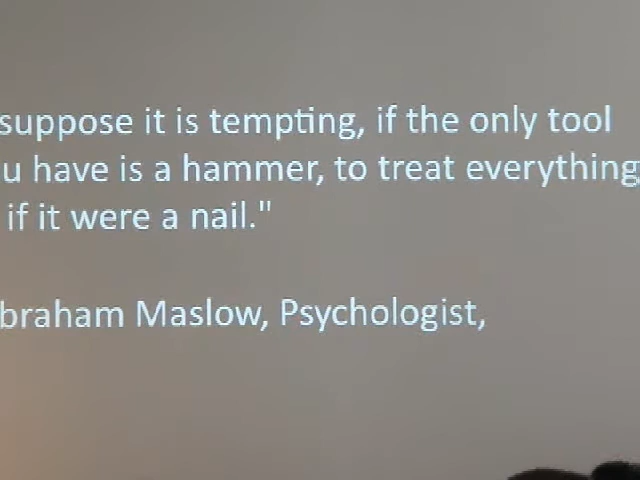 suppose it is tempting, if the only tool
u have is a hammer, to treat everything
if it were a nail."
braham Maslow, Psychologist,